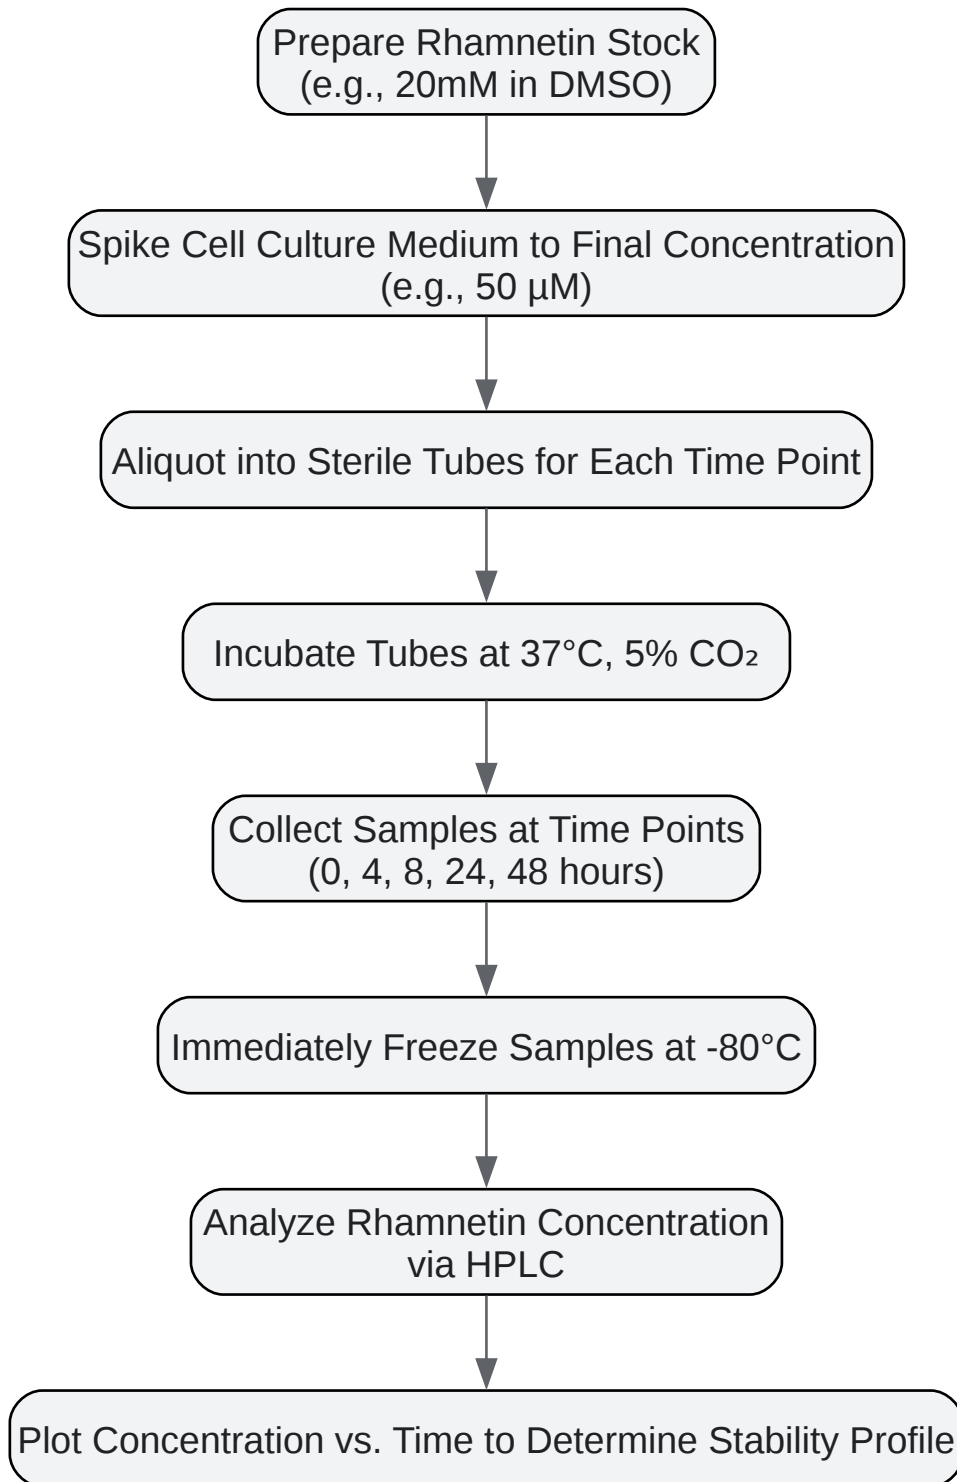 Prepare Rhamnetin Stock
(e.g., 20mM in DMSO)
Spike Cell Culture Medium to Final Concentration
(e.g., 50 µM)
Aliquot into Sterile Tubes for Each Time Point
Incubate Tubes at 37°C, 5% CO₂
Collect Samples at Time Points
(0, 4, 8, 24, 48 hours)
Immediately Freeze Samples at -80°C
Analyze Rhamnetin Concentration
via HPLC
Plot Concentration vs. Time to Determine Stability Profile